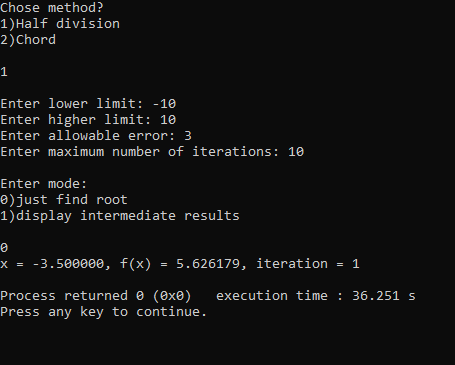 Chose method?
1)Half division
2)Chord
1
Enter lower limit: -10
Enter higher limit: 10
Enter allowable error: 3
Enter maximum number of iterations: 10
Enter mode:
0)just find root
1)display intermediate results
0
x = -3.500000, f(x) = 5.626179, iteration = 1
Process returned 0 (0x0)   execution time : 36.251 s
Press any key to continue.